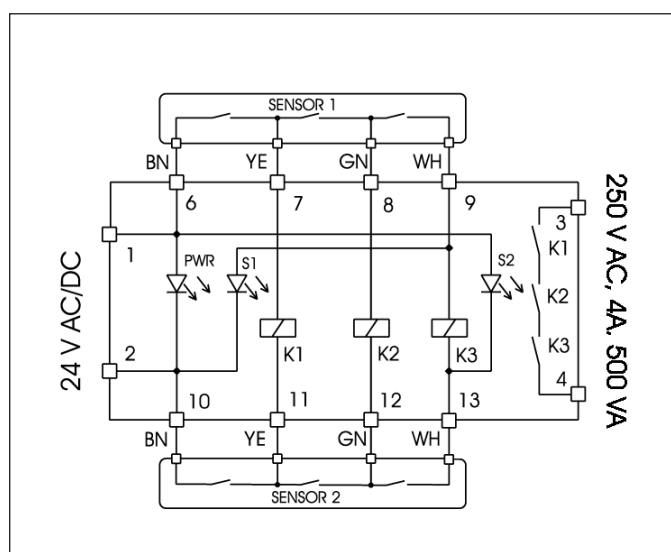 SENSOR 1
BN YE GN WH
6 7 8 9
3
1
PWR S1 S2
K1
K2
2
K1 K2 K3
K3
4
10 11 12 13
BN YE GN WH
SENSOR 2
24 V AC/DC
250 V AC, 4A. 500 VA